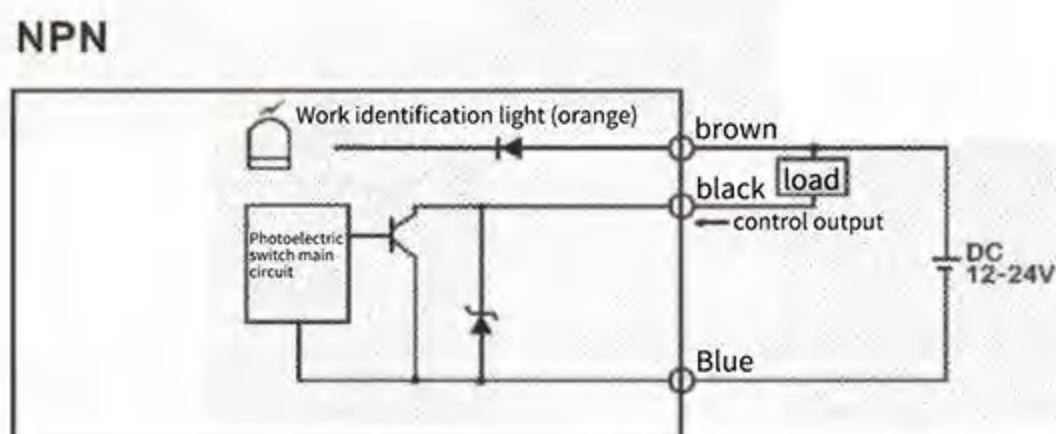 NPN
Work identification light (orange)
brown
load
black
control output
Photoelectric
switch main
circuit
DC
12-24V
Blue